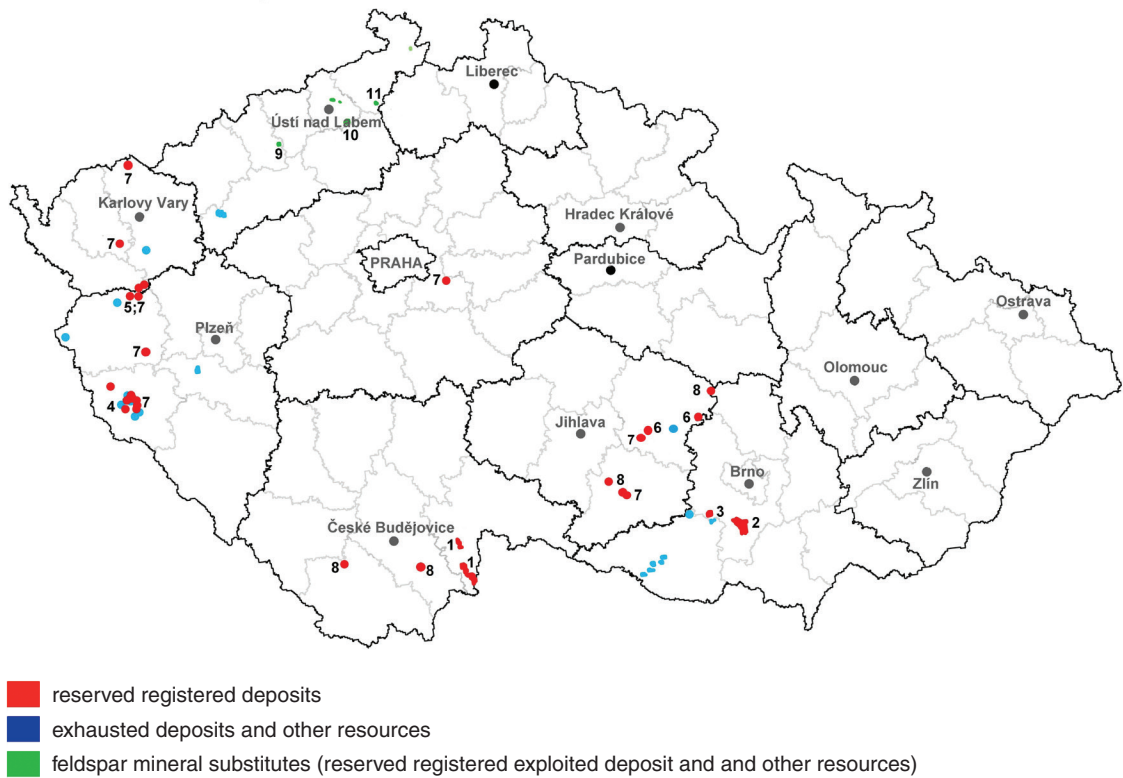 Liberec
11
Ústí nad Labem
10
9
7
Karlovy Vary
7
Hradec Králové
PRAHA
Pardubice
7
5;7
Ostrava
Plzeň
7
Olomouc
8
4
7
6
6
Jihlava
7
Brno
Zlín
8
7
3
2
České Budějovice
1
1
8
8
reserved registered deposits
exhausted deposits and other resources
feldspar mineral substitutes (reserved registered exploited deposit and and other resources)